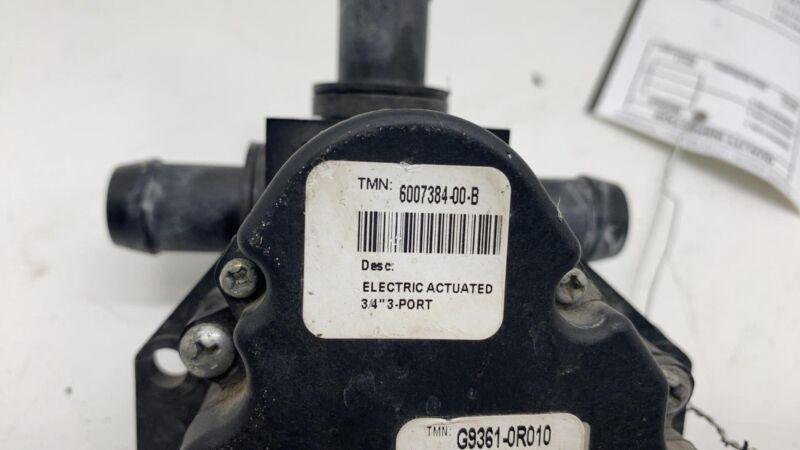 TMN: 6007384-00-B
Desc:
ELECTRIC ACTUATED
3/4" 3-PORT
TMN: G9361-0R010